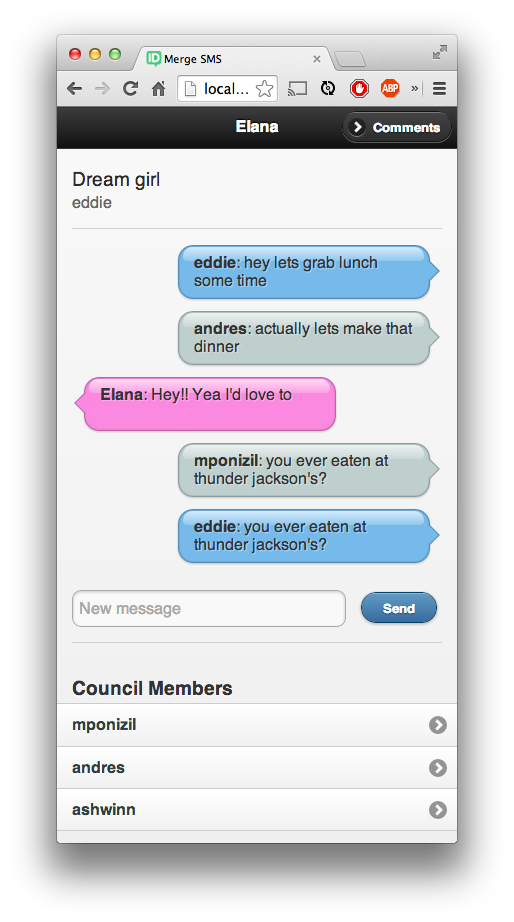 ID Merge SMS
local...
ABP
»
Elana
Comments
Dream girl
eddie
eddie: hey lets grab lunch
some time
andres: actually lets make that
dinner
Elana: Hey!! Yea I'd love to
mponizil: you ever eaten at
thunder jackson's?
eddie: you ever eaten at
thunder jackson's?
New message
Send
Council Members
mponizil
andres
ashwinn